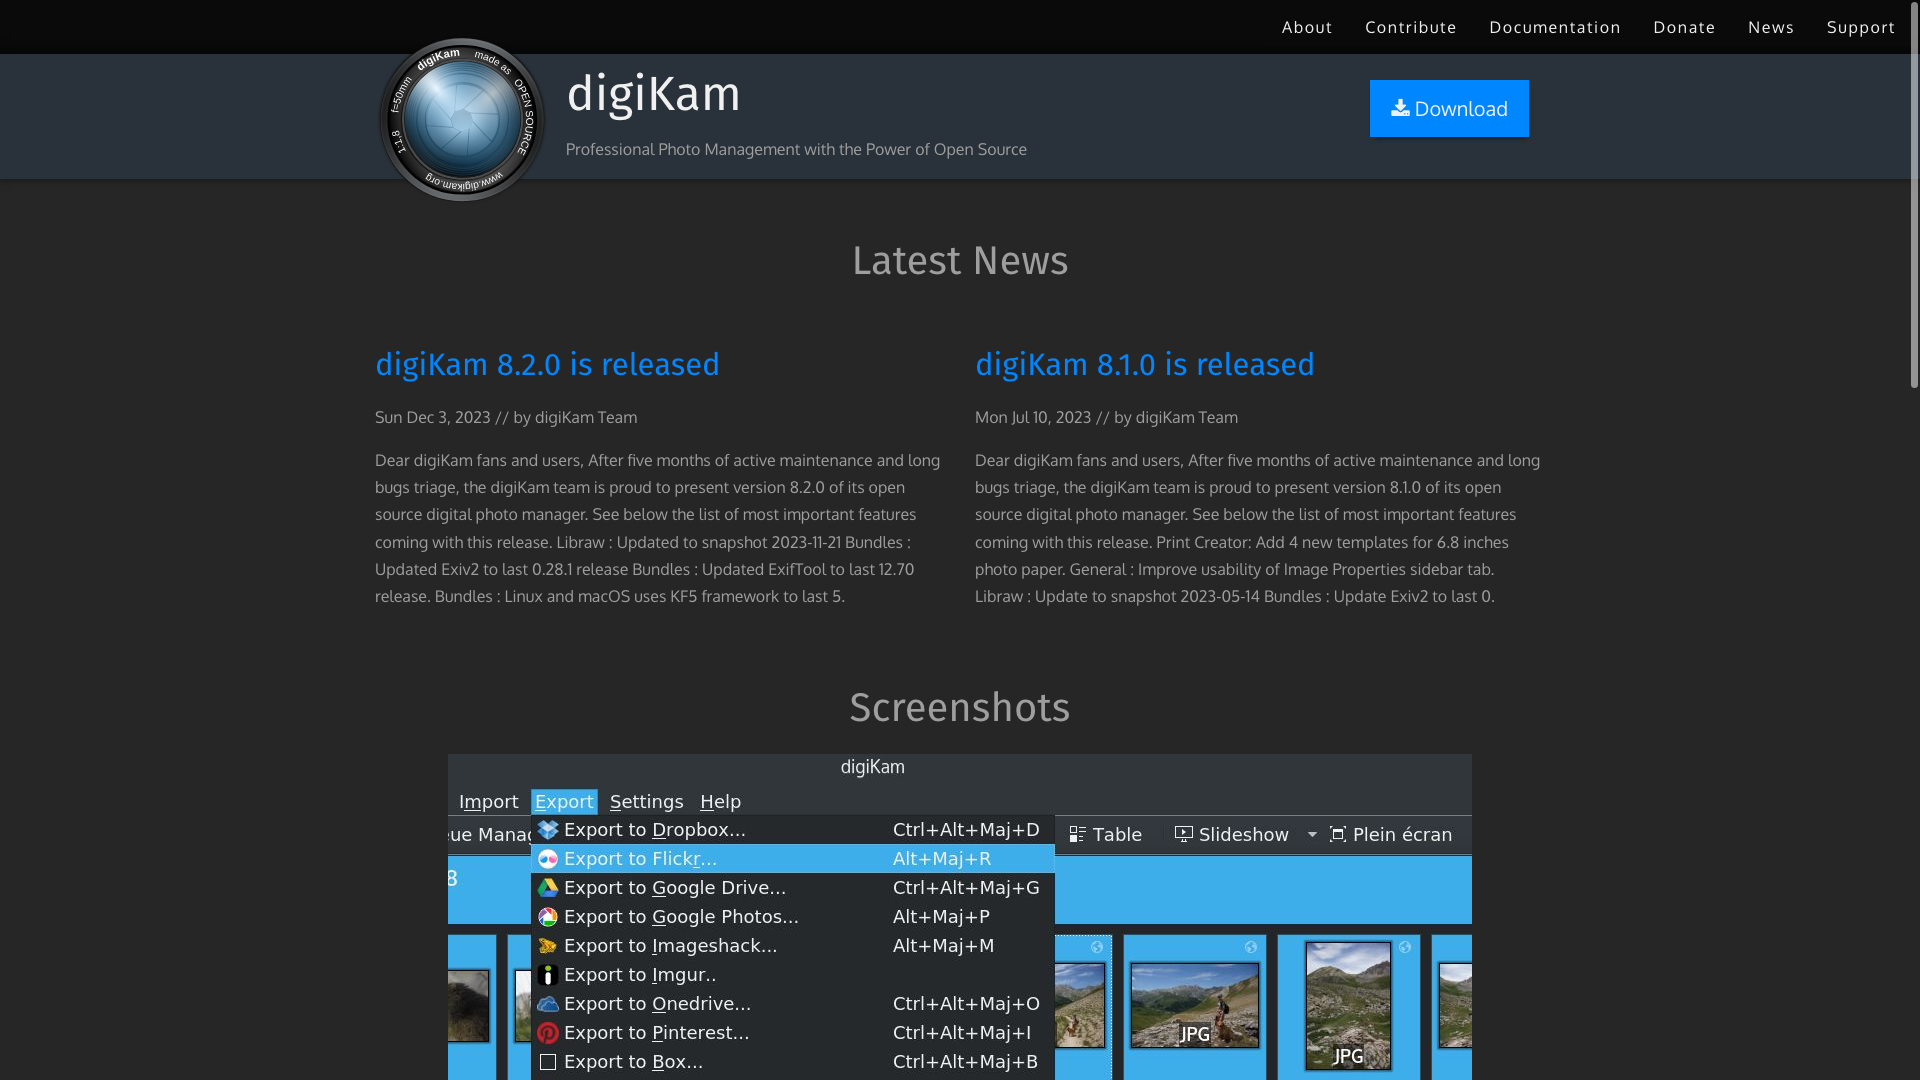 About Contribute Documentation Donate News Support
digiKam made as OPEN SOURCE www.digikam.org 1:1,8 f=50mm
digiKam
Download
Professional Photo Management with the Power of Open Source
Latest News
digiKam 8.2.0 is released
Sun Dec 3, 2023 // by digiKam Team
Dear digiKam fans and users, After five months of active maintenance and long
bugs triage, the digiKam team is proud to present version 8.2.0 of its open
source digital photo manager. See below the list of most important features
coming with this release. Libraw : Updated to snapshot 2023-11-21 Bundles :
Updated Exiv2 to last 0.28.1 release Bundles : Updated ExifTool to last 12.70
release. Bundles : Linux and macOS uses KF5 framework to last 5.
digiKam 8.1.0 is released
Mon Jul 10, 2023 // by digiKam Team
Dear digiKam fans and users, After five months of active maintenance and long
bugs triage, the digiKam team is proud to present version 8.1.0 of its open
source digital photo manager. See below the list of most important features
coming with this release. Print Creator: Add 4 new templates for 6.8 inches
photo paper. General : Improve usability of Image Properties sidebar tab.
Libraw : Update to snapshot 2023-05-14 Bundles : Update Exiv2 to last 0.
Screenshots
digiKam
Import Export Settings Help
ue Manag
Table Slideshow Plein écran
8
Export to Dropbox... Ctrl+Alt+Maj+D
Export to Flickr... Alt+Maj+R
Export to Google Drive... Ctrl+Alt+Maj+G
Export to Google Photos... Alt+Maj+P
Export to Imageshack... Alt+Maj+M
Export to Imgur..
Export to Onedrive... Ctrl+Alt+Maj+O
Export to Pinterest... Ctrl+Alt+Maj+I
Export to Box... Ctrl+Alt+Maj+B
JPG
JPG